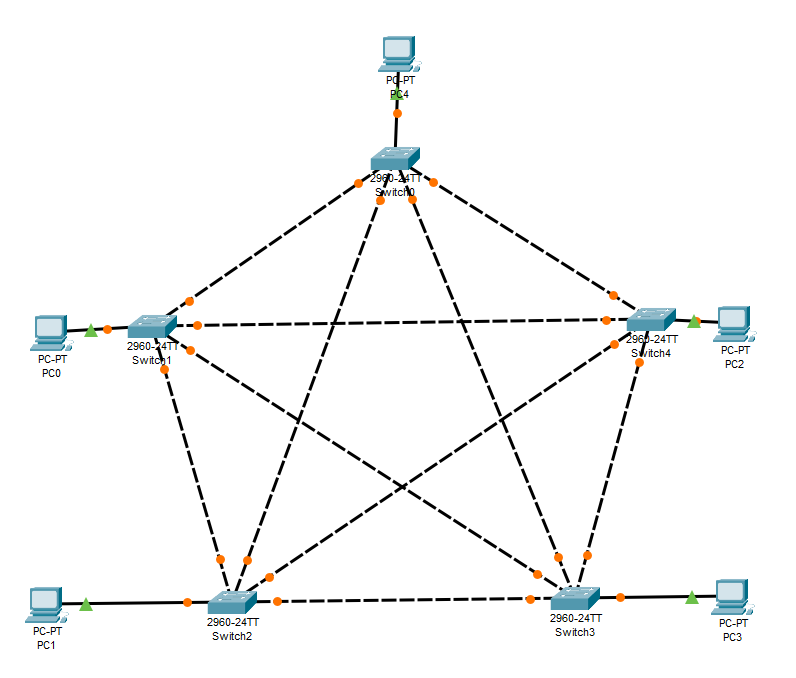 PC-PT
PC4
2960-24TT
Switch0
2960-24TT
Switch1
PC-PT
PC0
2960-24TT
Switch4
PC-PT
PC2
2960-24TT
Switch2
PC-PT
PC1
2960-24TT
Switch3
PC-PT
PC3